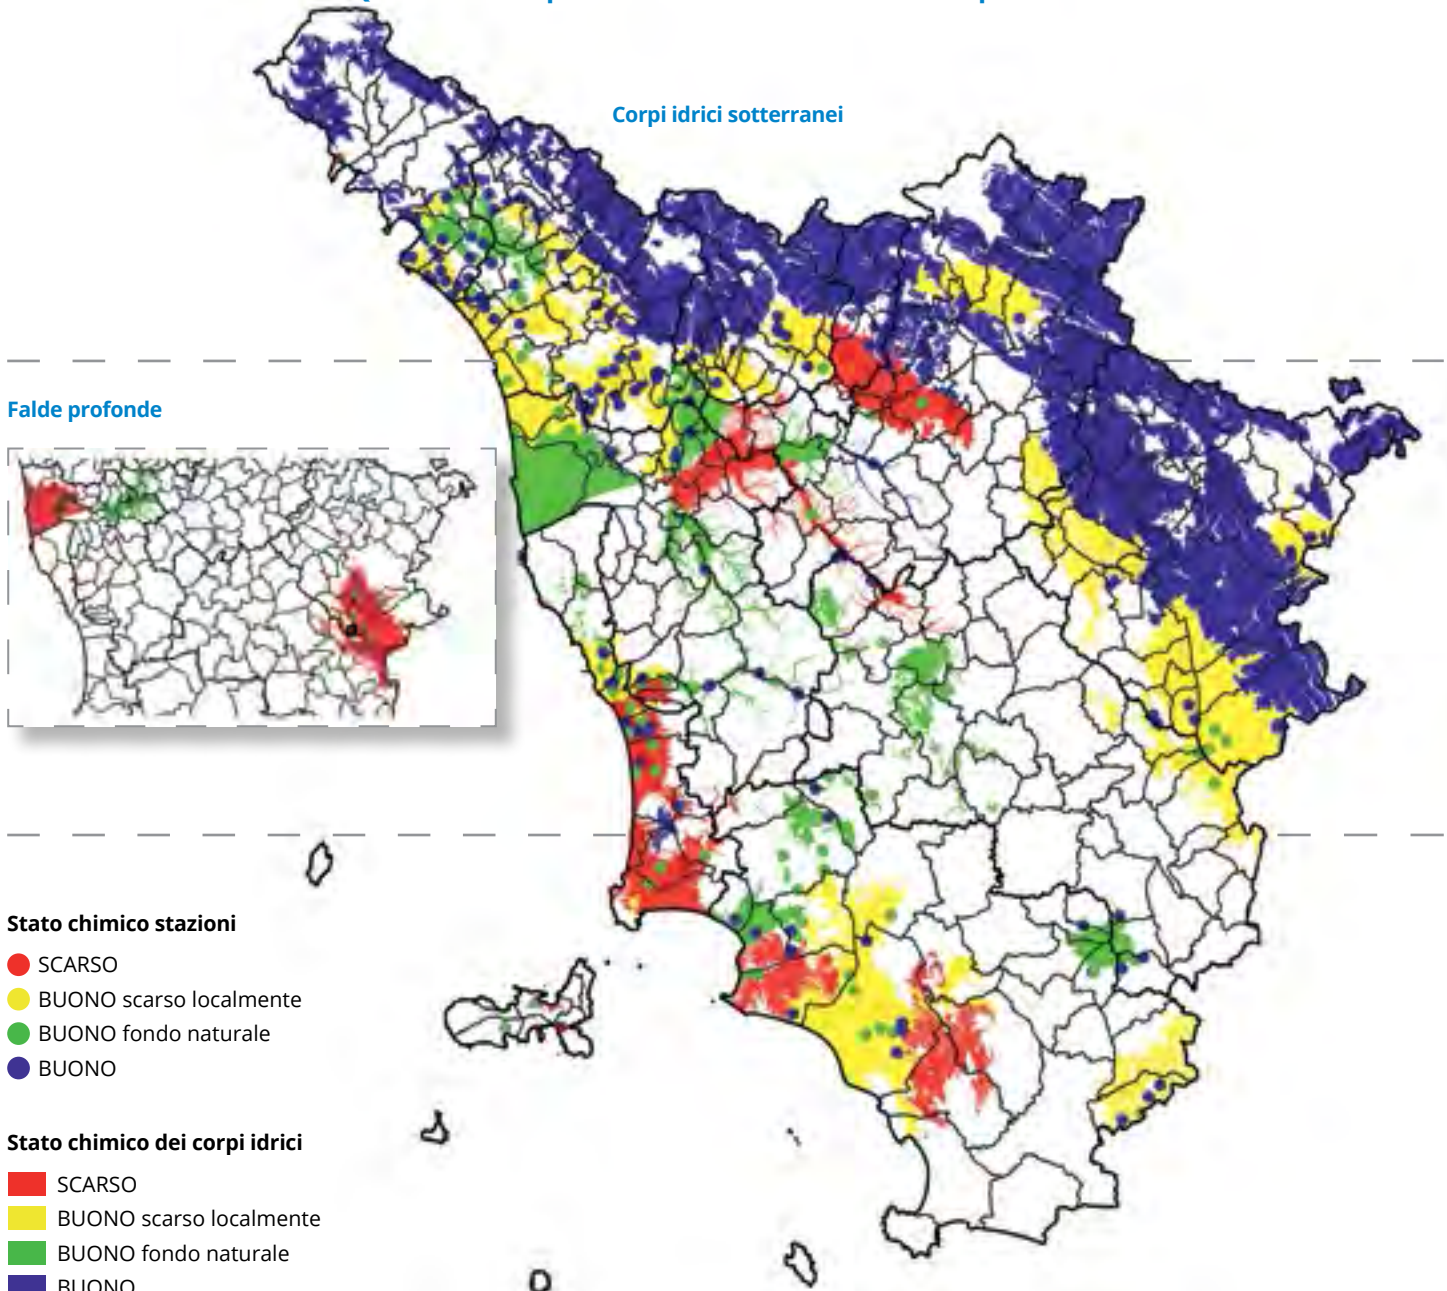 Corpi idrici sotterranei
Falde profonde
Stato chimico stazioni
SCARSO
BUONO scarso localmente
BUONO fondo naturale
BUONO
Stato chimico dei corpi idrici
SCARSO
BUONO scarso localmente
BUONO fondo naturale
BUONO